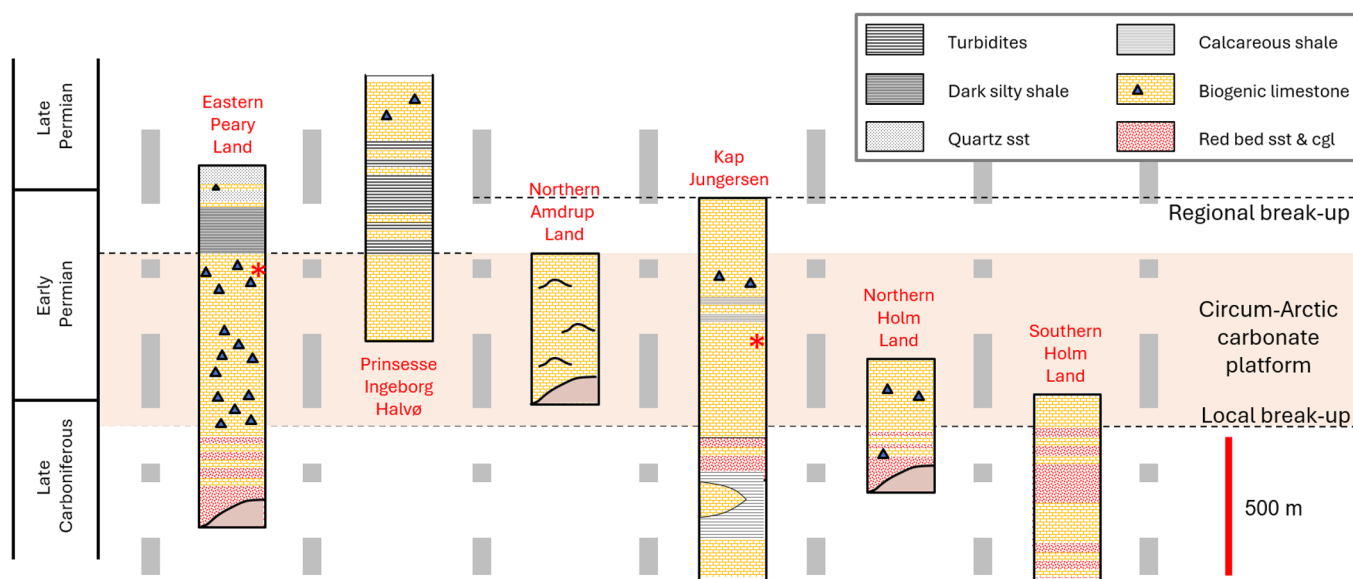 Turbidites
Calcareous shale
Dark silty shale
Biogenic limestone
Quartz sst
Red bed sst & cgl
Late
Permian
Early
Permian
Late
Carboniferous
Eastern
Peary
Land
*
Prinsesse
Ingeborg
Halvø
Northern
Amdrup
Land
Kap
Jungersen
*
Northern
Holm
Land
Southern
Holm
Land
Regional break-up
Circum-Arctic
carbonate
platform
Local break-up
500 m